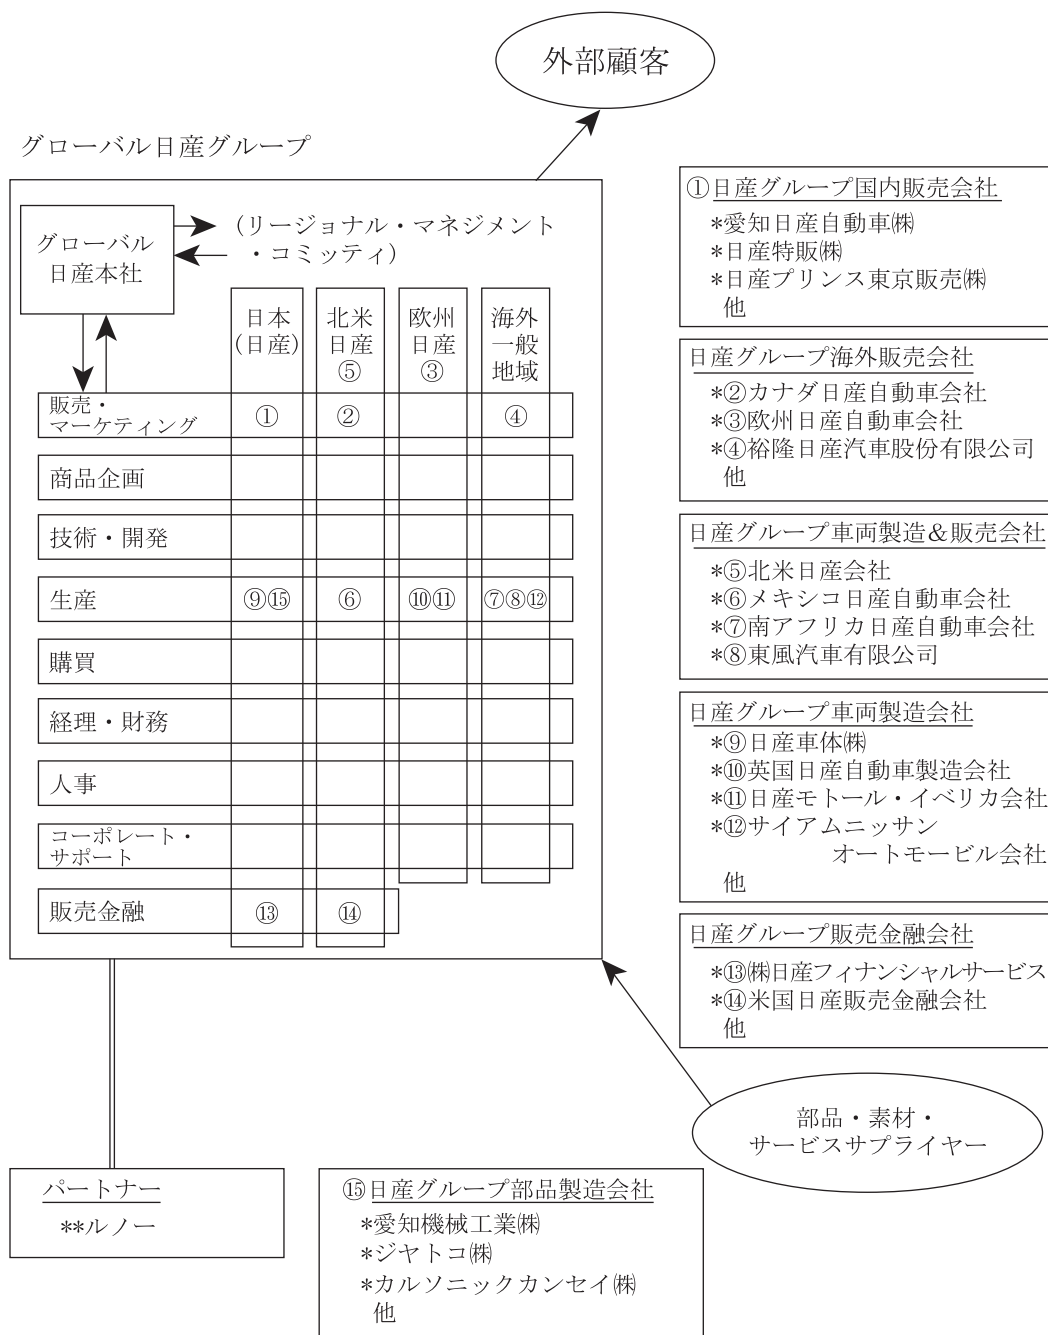 外部顧客
グローバル日産グループ
グローバル
日産本社
(リージョナル・マネジメント
・コミッティ)
日本
(日産)
北米
日産
⑤
欧州
日産
③
海外
一般
地域
販売・
マーケティング
①
②
④
商品企画
技術・開発
生産
⑨⑮
⑥
⑩⑪
⑦⑧⑫
購買
経理・財務
人事
コーポレート・
サポート
販売金融
⑬
⑭
①日産グループ国内販売会社
*愛知日産自動車㈱
*日産特販㈱
*日産プリンス東京販売㈱
他
日産グループ海外販売会社
*②カナダ日産自動車会社
*③欧州日産自動車会社
*④裕隆日産汽車股份有限公司
他
日産グループ車両製造&販売会社
*⑤北米日産会社
*⑥メキシコ日産自動車会社
*⑦南アフリカ日産自動車会社
*⑧東風汽車有限公司
日産グループ車両製造会社
*⑨日産車体㈱
*⑩英国日産自動車製造会社
*⑪日産モトール・イベリカ会社
*⑫サイアムニッサン
オートモービル会社
他
日産グループ販売金融会社
*⑬㈱日産フィナンシャルサービス
*⑭米国日産販売金融会社
他
部品・素材・
サービスサプライヤー
パートナー
**ルノー
⑮日産グループ部品製造会社
*愛知機械工業㈱
*ジヤトコ㈱
*カルソニックカンセイ㈱
他